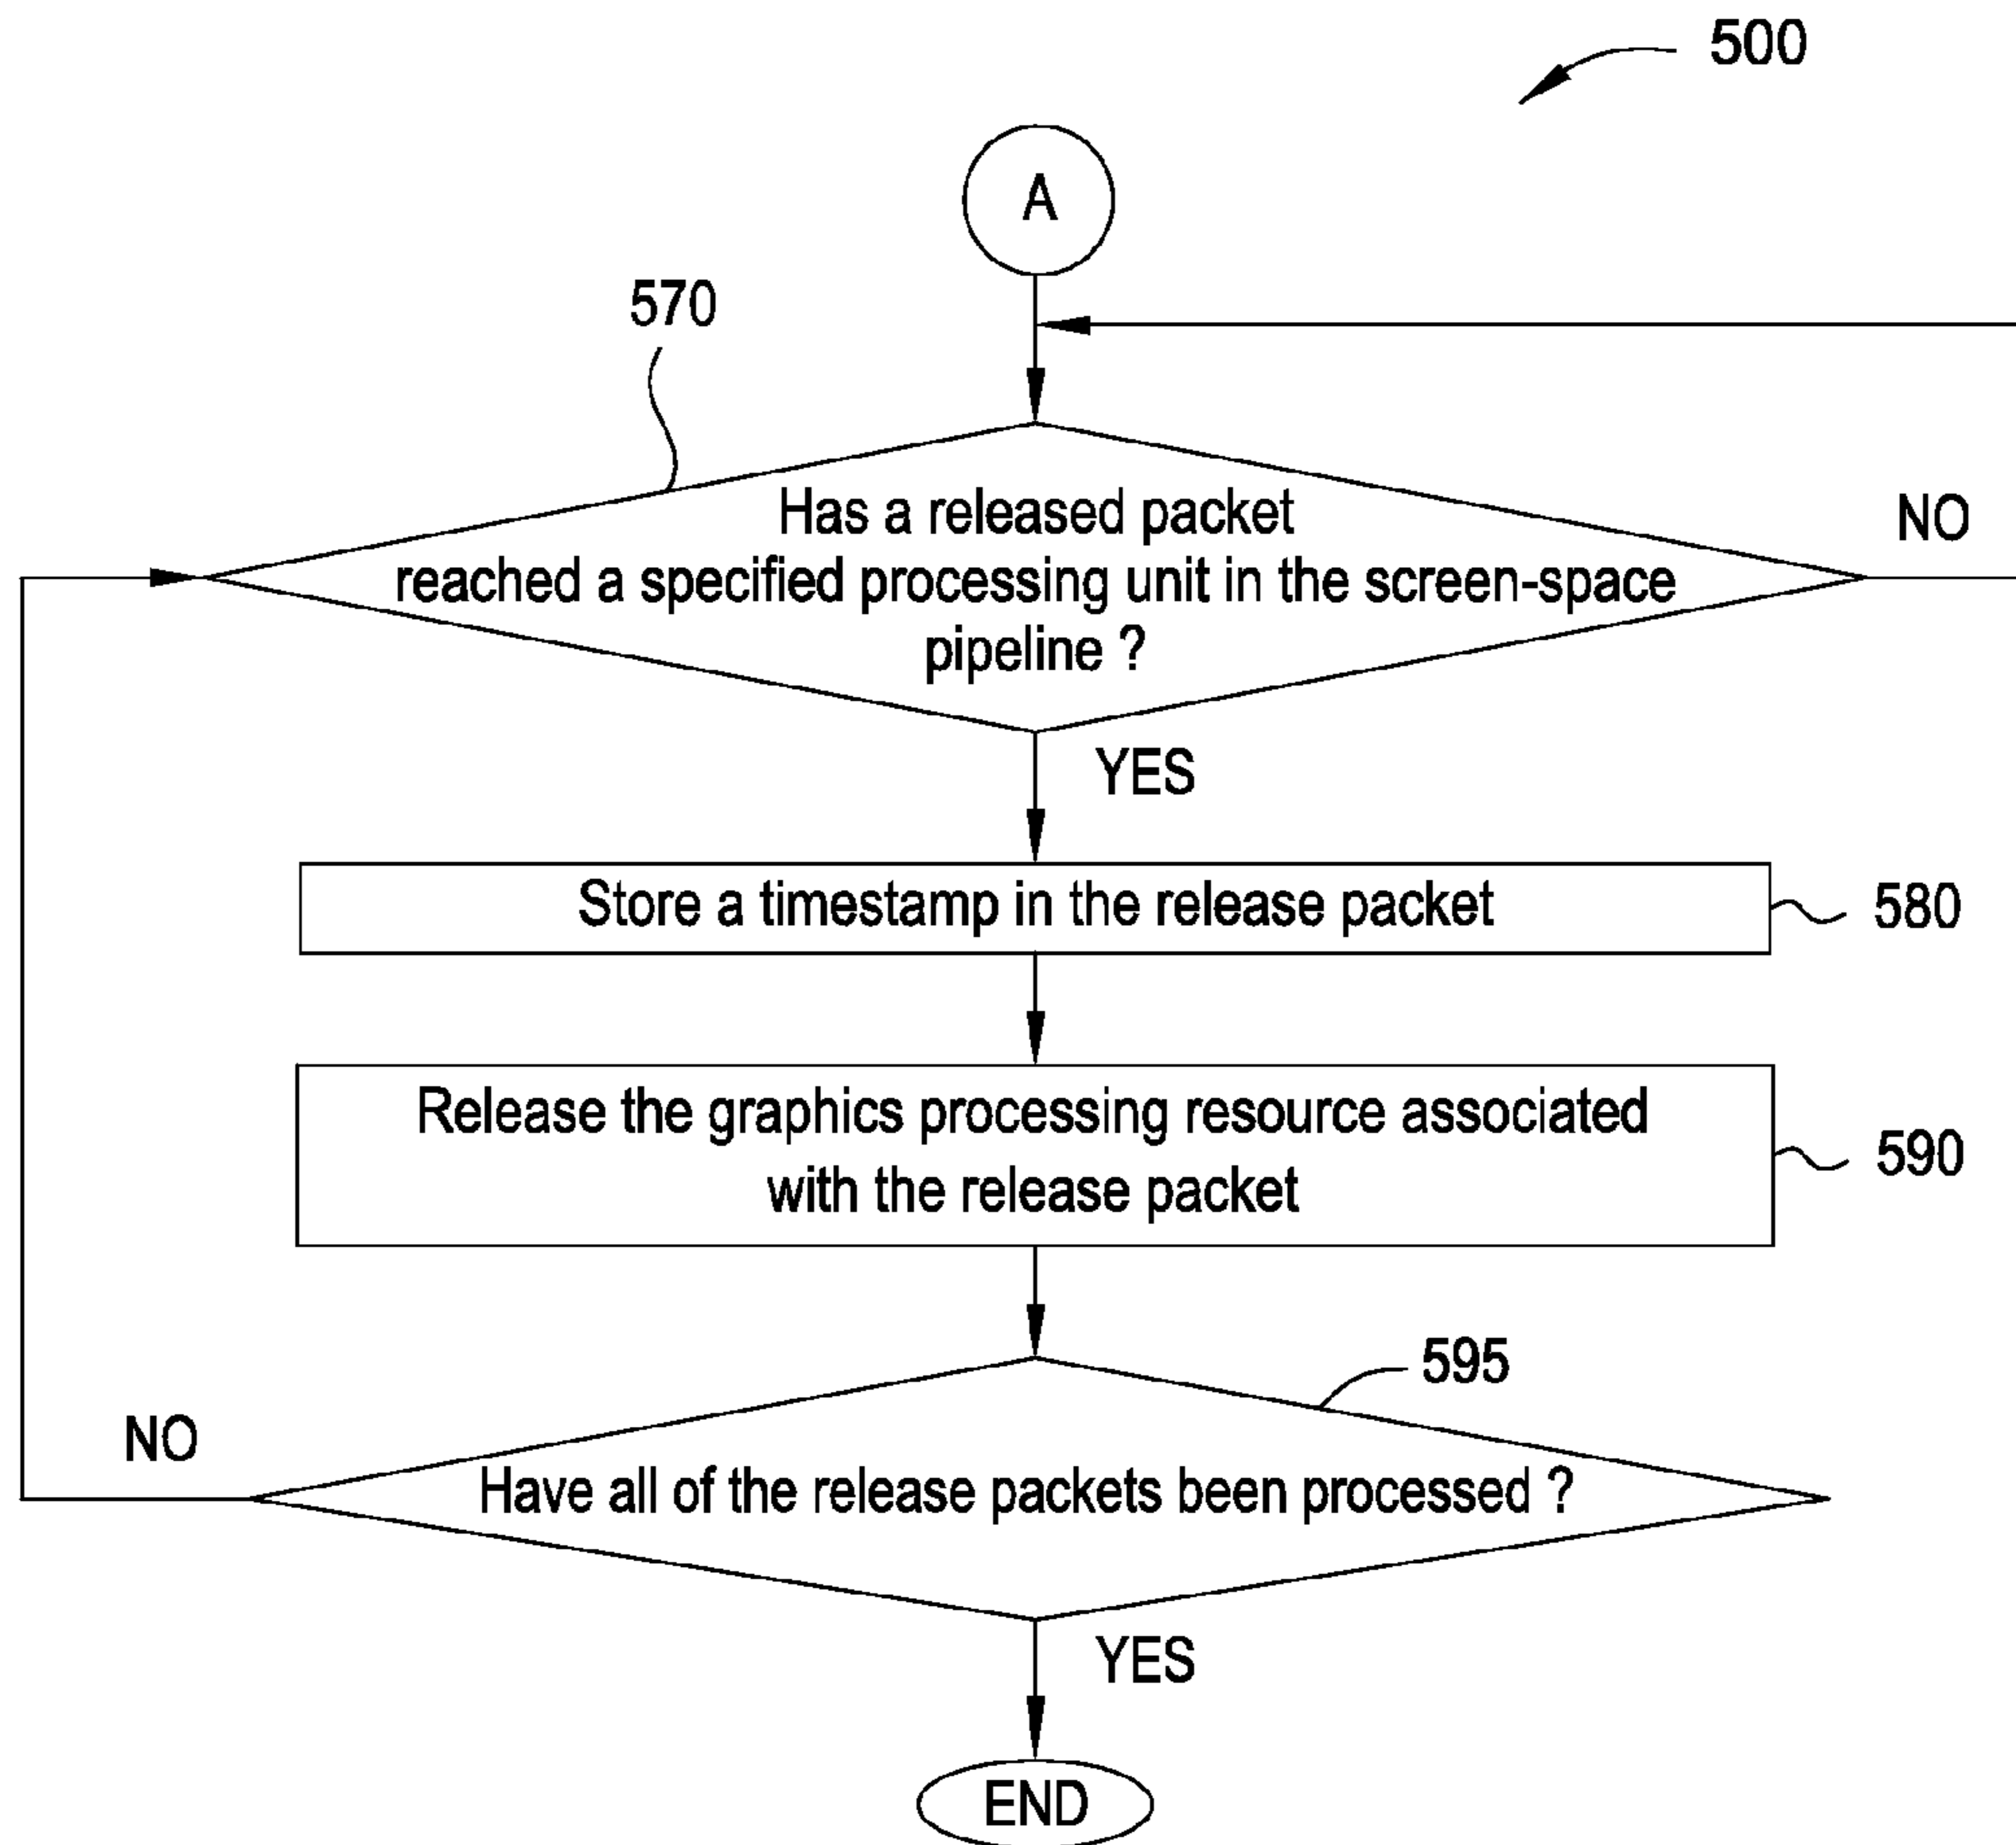 500
A
570
Has a released packet
reached a specified processing unit in the screen-space
pipeline ?
NO
YES
Store a timestamp in the release packet
580
Release the graphics processing resource associated
with the release packet
590
595
NO
Have all of the release packets been processed ?
YES
END